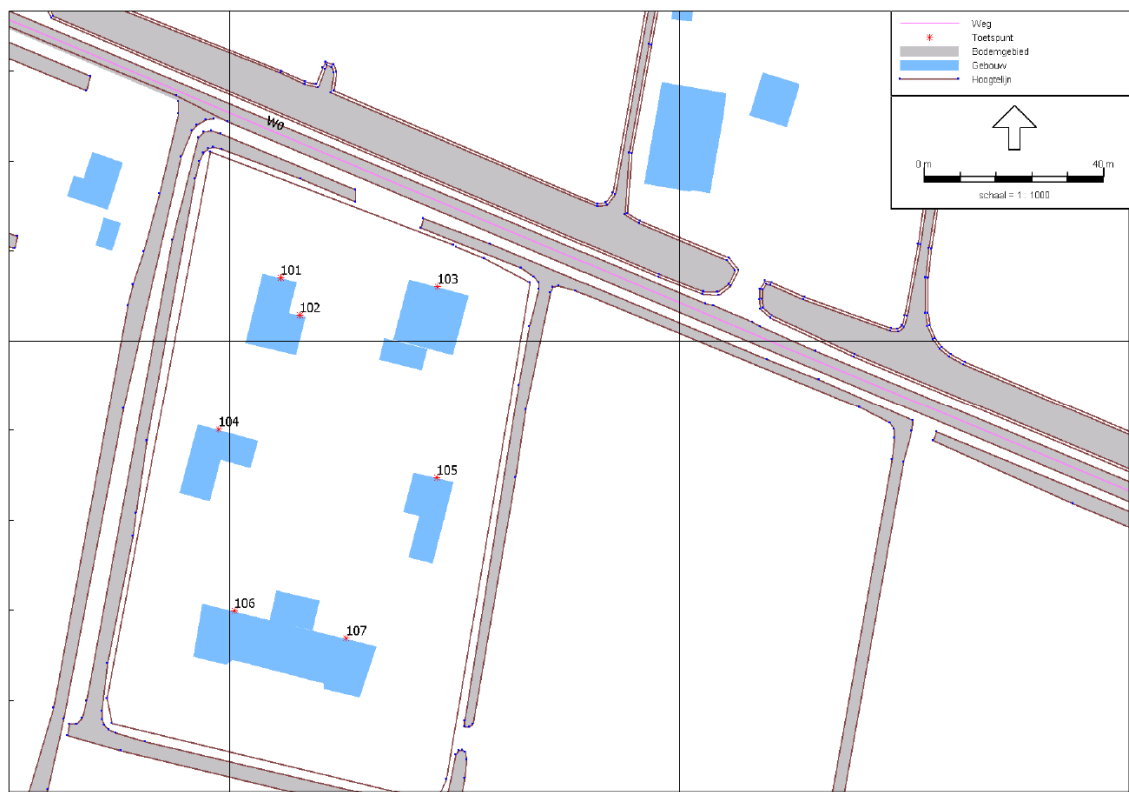 Weg
Toetspunt
Bodemgebied
Gebouw
Hoogtelijn
0 m
40 m
schaal = 1 : 1000
W0
101
102
103
104
105
106
107